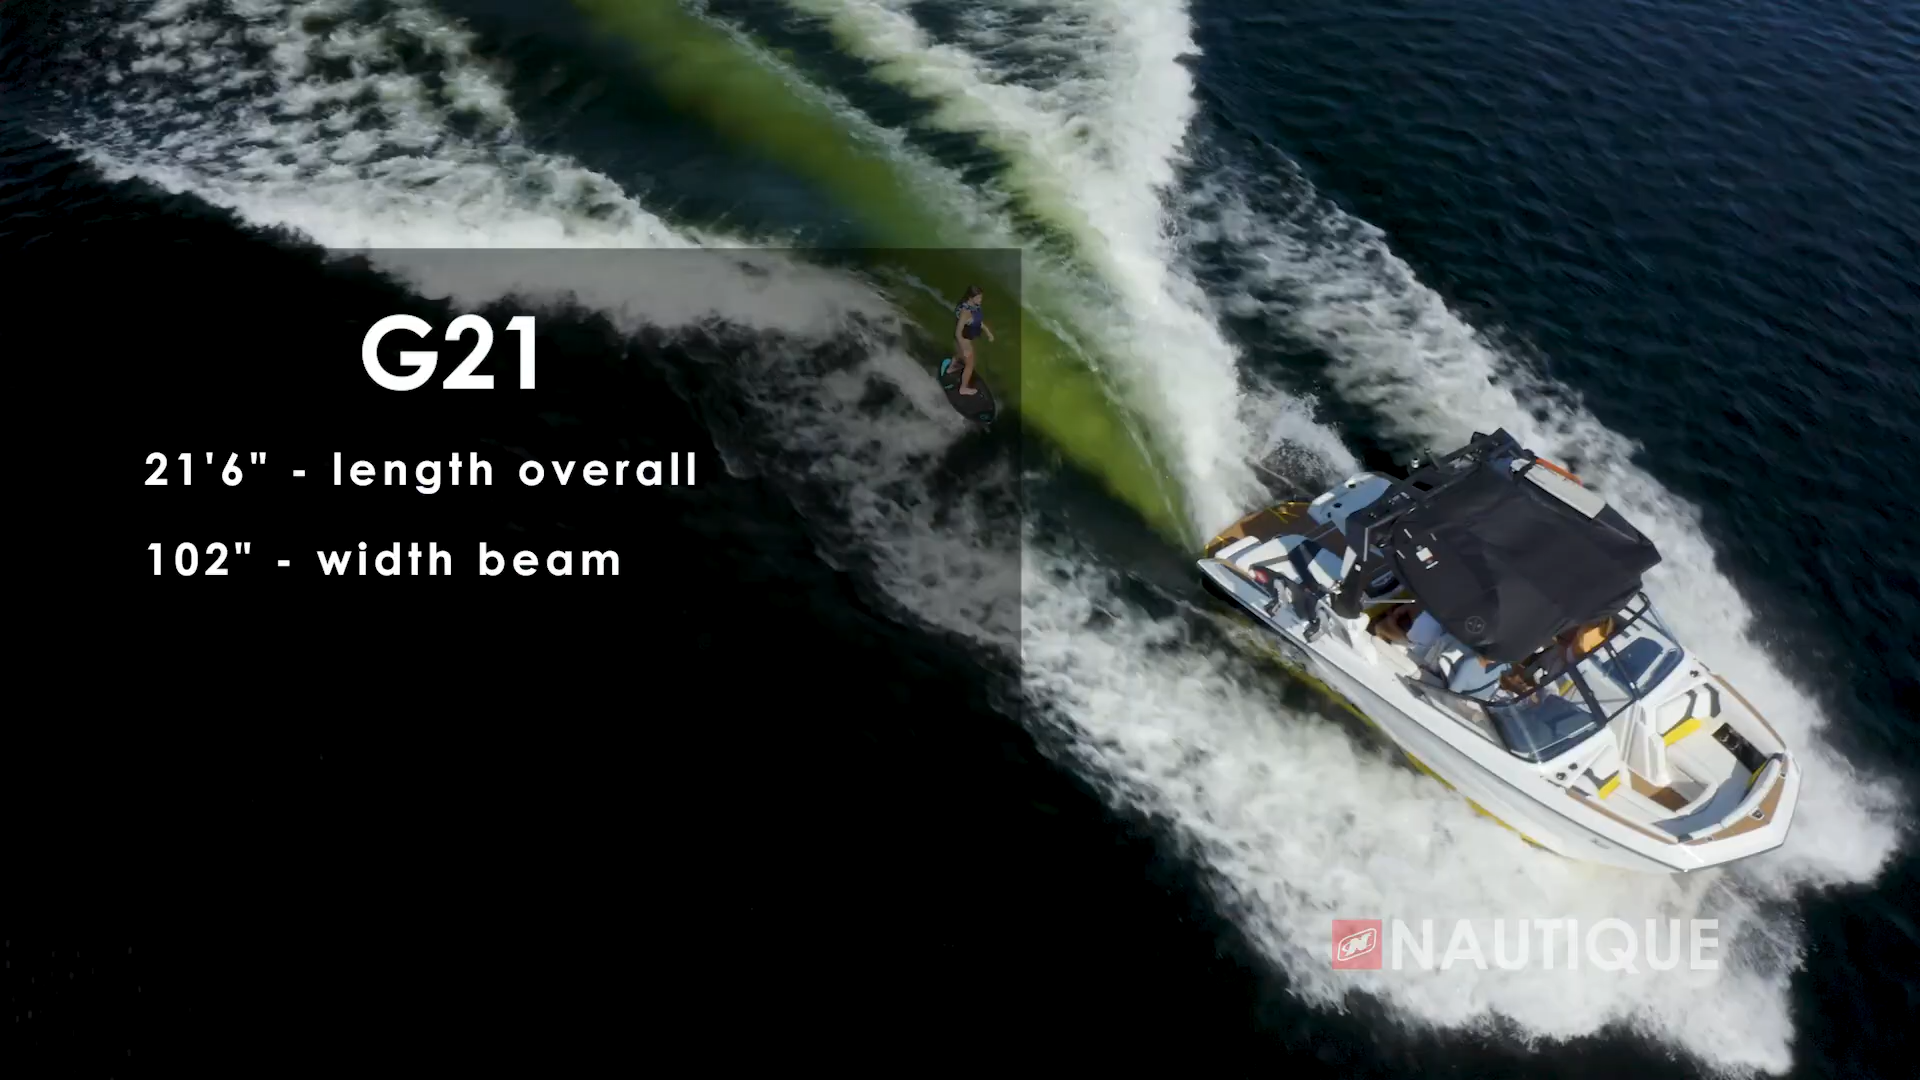 G21
21'6" - length overall
102" - width beam
NAUTIQUE